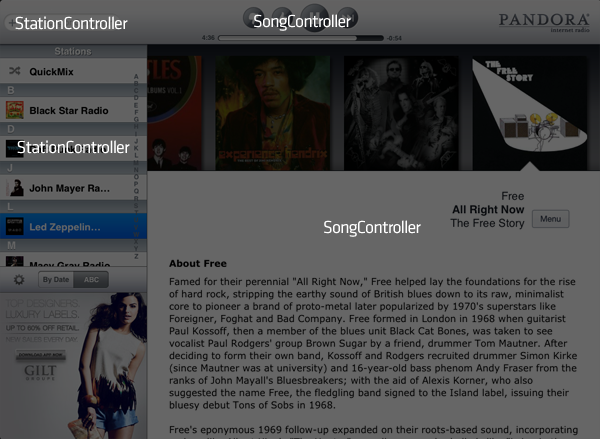 StationController
SongController
PANDORA
internet radio
4:36
-0:54
Stations
QuickMix
B
Black Star Radio
D
StationController
J
John Mayer Ra...
L
Led Zeppelin...
M
Macy Gray Radio
A
B
C
D
E
F
G
H
I
J
K
L
M
N
O
P
Q
R
S
T
U
V
W
X
Y
Z
By Date
ABC
TOP DESIGNERS.
LUXURY LABELS.
UP TO 60% OFF RETAIL.
NEW SALES EVERY DAY.
DOWNLOAD APP NOW
GILT
GROUPE
experience hendrix
THE FREE STORY
Free
All Right Now
The Free Story
Menu
SongController
About Free
Famed for their perennial "All Right Now," Free helped lay the foundations for the rise
of hard rock, stripping the earthy sound of British blues down to its raw, minimalist
core to pioneer a brand of proto-metal later popularized by 1970's superstars like
Foreigner, Foghat and Bad Company. Free formed in London in 1968 when guitarist
Paul Kossoff, then a member of the blues unit Black Cat Bones, was taken to see
vocalist Paul Rodgers' group Brown Sugar by a friend, drummer Tom Mautner. After
deciding to form their own band, Kossoff and Rodgers recruited drummer Simon Kirke
(since Mautner was at university) and 16-year-old bass phenom Andy Fraser from the
ranks of John Mayall's Bluesbreakers; with the aid of Alexis Korner, who also
suggested the name Free, the fledgling band signed to the Island label, issuing their
bluesy debut Tons of Sobs in 1968.
Free's eponymous 1969 follow-up expanded on their roots-based sound, incorporating